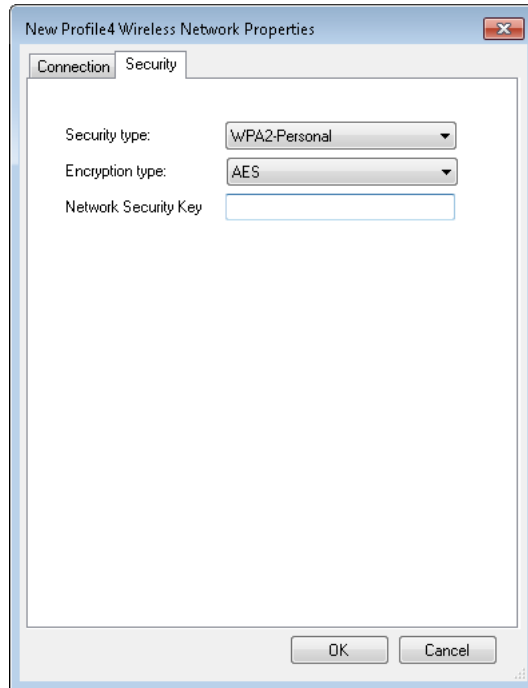 New Profile4 Wireless Network Properties
Connection Security
Security type: WPA2-Personal
Encryption type: AES
Network Security Key
OK Cancel